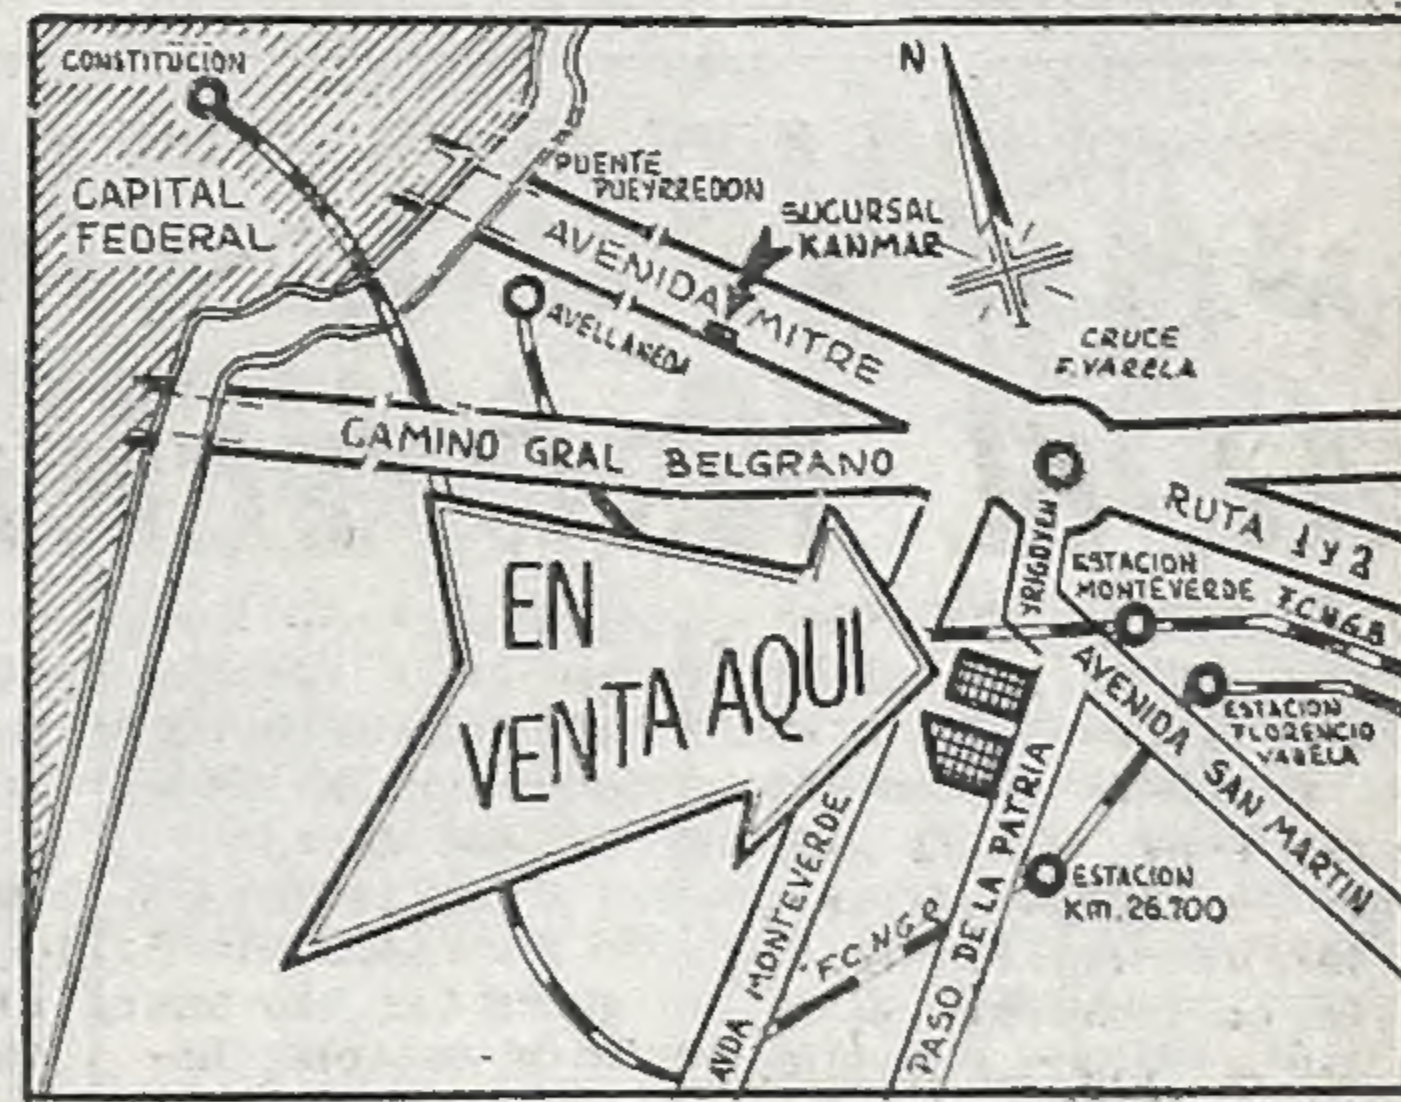 CONSTITUCION
N
CAPITAL
FEDERAL
PUENTE
PUEYRREDON
SUCURSAL
KANMAR
AVENIDA MITRE
AVELLANEDA
CRUCE
F. VARELA
CAMINO GRAL BELGRANO
RUTA 1 y 2
YRIGOYEN
ESTACION
MONTEVERDE
F.C.N.G.R
EN
VENTA AQUI
AVENIDA SAN MARTIN
ESTACION
FLORENCIO
VARELA
AVDA MONTEVERDE
PASO DE LA PATRIA
ESTACION
Km. 26.700
F.C.N.G.R